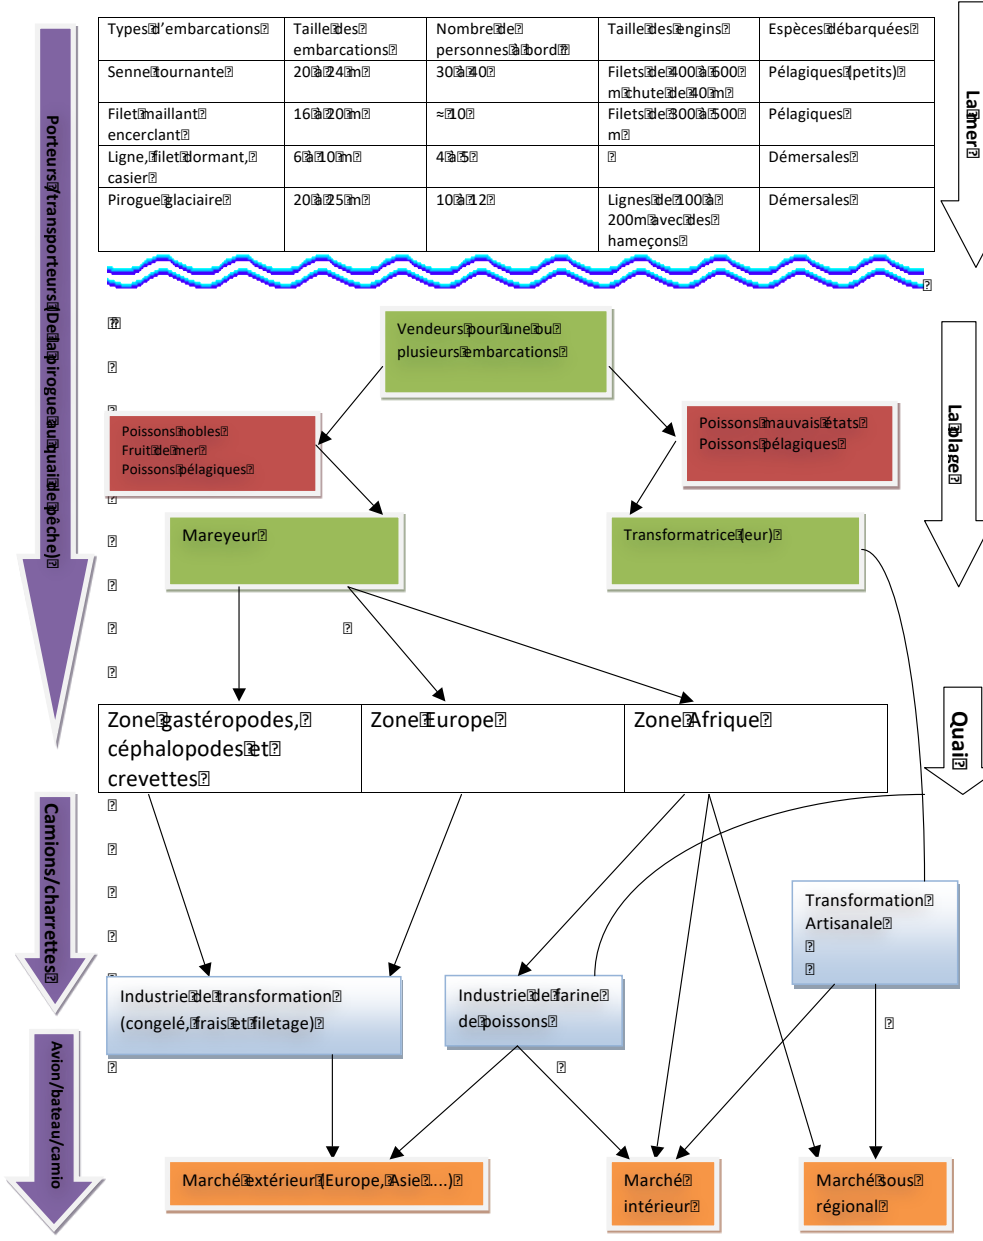 Types d'embarcations
Taille des
embarcations
Nombre de
personnes à bord
Taille des engins
Espèces débarquées
Senne tournante
20 à 24 m
30 à 40
Filets de 400 à 600
m chute de 40 m
Pélagiques (petits)
Filet maillant
encerclant
16 à 20 m
≈ 10
Filets de 300 à 500
m
Pélagiques
Ligne, filet dormant,
casier
6 à 10 m
4 à 5
Démersales
Pirogue glaciaire
20 à 25 m
10 à 12
Lignes de 100 à
200m avec des
hameçons
Démersales
La mer
Porteurs /transporteurs (De la pirogue au quai de pêche)
Vendeurs pour une ou
plusieurs embarcations
Poissons nobles
Fruit de mer
Poissons pélagiques
Poissons mauvais états
Poissons pélagiques
La plage
Mareyeur
Transformatrice (eur)
Zone gastéropodes,
céphalopodes et
crevettes
Zone Europe
Zone Afrique
Quai
Camions/charrettes
Transformation
Artisanale
Industrie de transformation
(congelé, frais et filetage)
Industrie de farine
de poissons
Avion/bateau/camio
Marché extérieur (Europe, Asie ....)
Marché
intérieur
Marché sous
régional